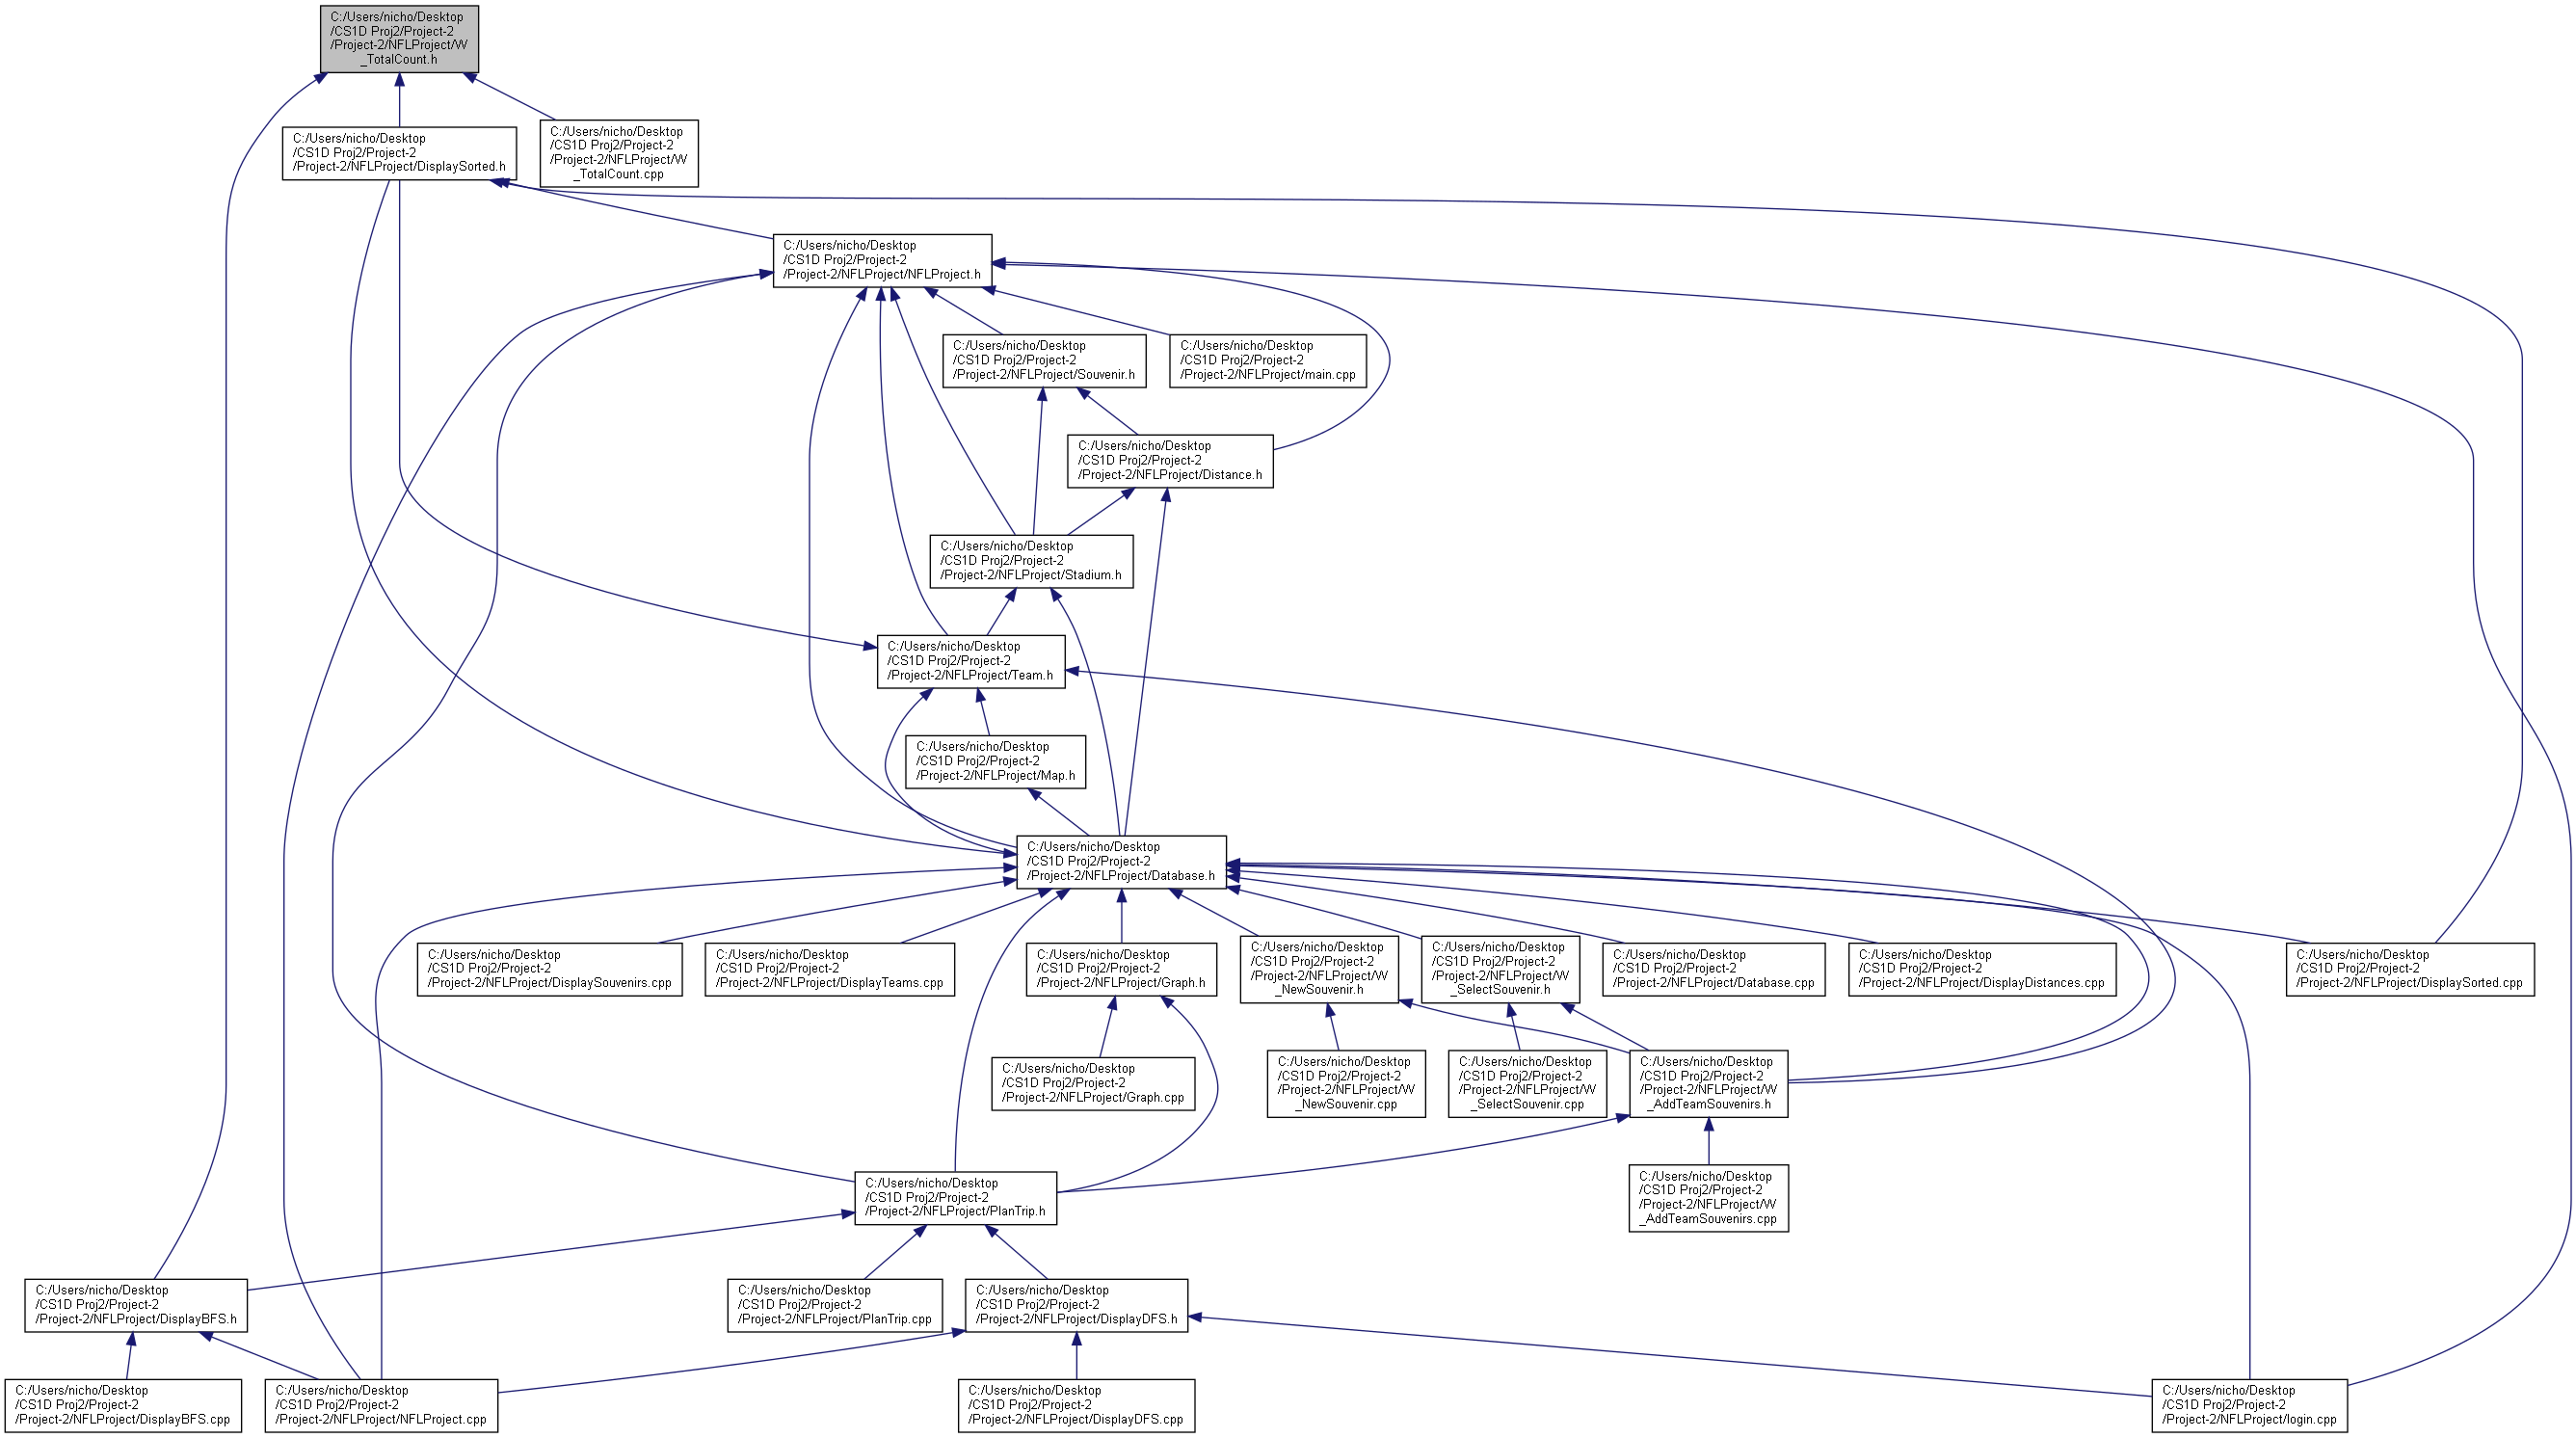 C:/Users/nicho/Desktop
/CS1D Proj2/Project-2
/Project-2/NFLProject/W
_TotalCount.h
C:/Users/nicho/Desktop
/CS1D Proj2/Project-2
/Project-2/NFLProject/DisplaySorted.h
C:/Users/nicho/Desktop
/CS1D Proj2/Project-2
/Project-2/NFLProject/W
_TotalCount.cpp
C:/Users/nicho/Desktop
/CS1D Proj2/Project-2
/Project-2/NFLProject/NFLProject.h
C:/Users/nicho/Desktop
/CS1D Proj2/Project-2
/Project-2/NFLProject/Souvenir.h
C:/Users/nicho/Desktop
/CS1D Proj2/Project-2
/Project-2/NFLProject/main.cpp
C:/Users/nicho/Desktop
/CS1D Proj2/Project-2
/Project-2/NFLProject/Distance.h
C:/Users/nicho/Desktop
/CS1D Proj2/Project-2
/Project-2/NFLProject/Stadium.h
C:/Users/nicho/Desktop
/CS1D Proj2/Project-2
/Project-2/NFLProject/Team.h
C:/Users/nicho/Desktop
/CS1D Proj2/Project-2
/Project-2/NFLProject/Map.h
C:/Users/nicho/Desktop
/CS1D Proj2/Project-2
/Project-2/NFLProject/Database.h
C:/Users/nicho/Desktop
/CS1D Proj2/Project-2
/Project-2/NFLProject/DisplaySouvenirs.cpp
C:/Users/nicho/Desktop
/CS1D Proj2/Project-2
/Project-2/NFLProject/DisplayTeams.cpp
C:/Users/nicho/Desktop
/CS1D Proj2/Project-2
/Project-2/NFLProject/Graph.h
C:/Users/nicho/Desktop
/CS1D Proj2/Project-2
/Project-2/NFLProject/W
_NewSouvenir.h
C:/Users/nicho/Desktop
/CS1D Proj2/Project-2
/Project-2/NFLProject/W
_SelectSouvenir.h
C:/Users/nicho/Desktop
/CS1D Proj2/Project-2
/Project-2/NFLProject/Database.cpp
C:/Users/nicho/Desktop
/CS1D Proj2/Project-2
/Project-2/NFLProject/DisplayDistances.cpp
C:/Users/nicho/Desktop
/CS1D Proj2/Project-2
/Project-2/NFLProject/DisplaySorted.cpp
C:/Users/nicho/Desktop
/CS1D Proj2/Project-2
/Project-2/NFLProject/Graph.cpp
C:/Users/nicho/Desktop
/CS1D Proj2/Project-2
/Project-2/NFLProject/W
_NewSouvenir.cpp
C:/Users/nicho/Desktop
/CS1D Proj2/Project-2
/Project-2/NFLProject/W
_SelectSouvenir.cpp
C:/Users/nicho/Desktop
/CS1D Proj2/Project-2
/Project-2/NFLProject/W
_AddTeamSouvenirs.h
C:/Users/nicho/Desktop
/CS1D Proj2/Project-2
/Project-2/NFLProject/PlanTrip.h
C:/Users/nicho/Desktop
/CS1D Proj2/Project-2
/Project-2/NFLProject/W
_AddTeamSouvenirs.cpp
C:/Users/nicho/Desktop
/CS1D Proj2/Project-2
/Project-2/NFLProject/DisplayBFS.h
C:/Users/nicho/Desktop
/CS1D Proj2/Project-2
/Project-2/NFLProject/PlanTrip.cpp
C:/Users/nicho/Desktop
/CS1D Proj2/Project-2
/Project-2/NFLProject/DisplayDFS.h
C:/Users/nicho/Desktop
/CS1D Proj2/Project-2
/Project-2/NFLProject/DisplayBFS.cpp
C:/Users/nicho/Desktop
/CS1D Proj2/Project-2
/Project-2/NFLProject/NFLProject.cpp
C:/Users/nicho/Desktop
/CS1D Proj2/Project-2
/Project-2/NFLProject/DisplayDFS.cpp
C:/Users/nicho/Desktop
/CS1D Proj2/Project-2
/Project-2/NFLProject/login.cpp